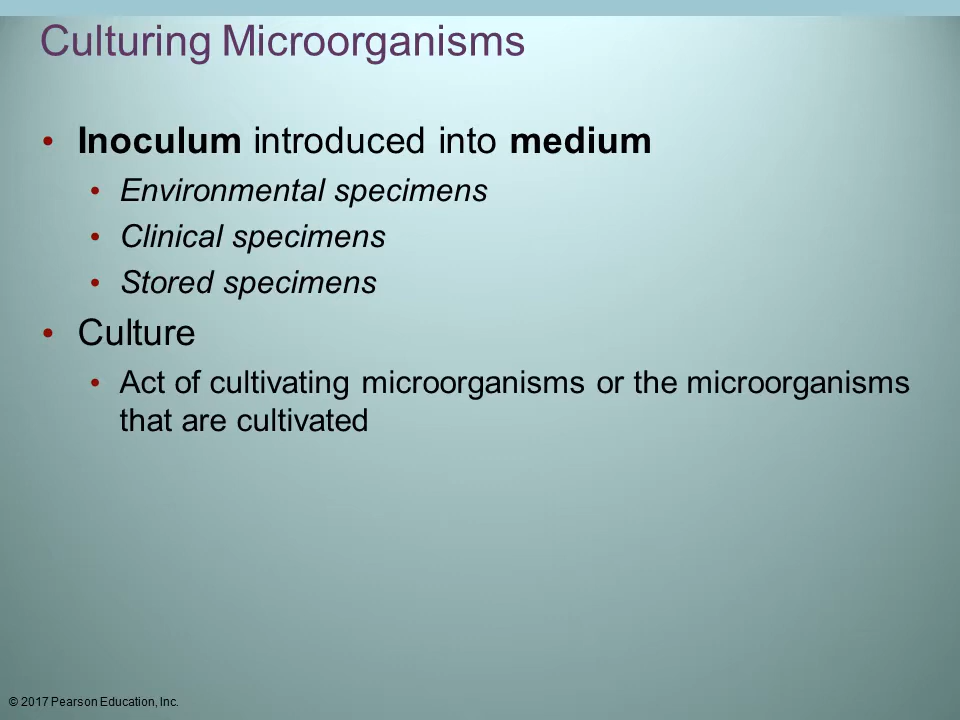 Culturing Microorganisms
• Inoculum introduced into medium
• Environmental specimens
• Clinical specimens
• Stored specimens
• Culture
• Act of cultivating microorganisms or the microorganisms
that are cultivated
© 2017 Pearson Education, Inc.